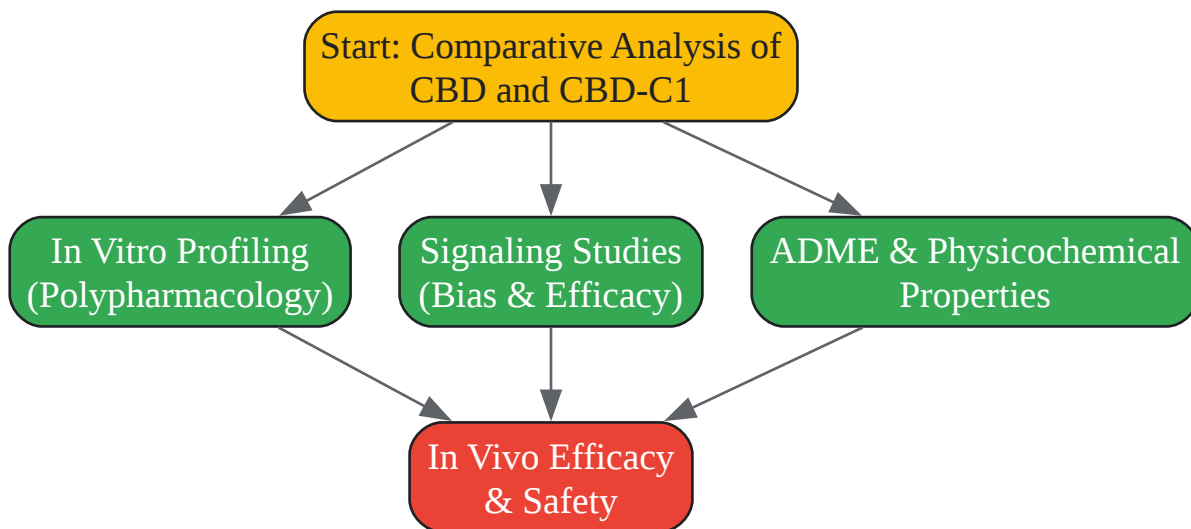 Start: Comparative Analysis of
CBD and CBD-C1
In Vitro Profiling
(Polypharmacology)
Signaling Studies
(Bias & Efficacy)
ADME & Physicochemical
Properties
In Vivo Efficacy
& Safety